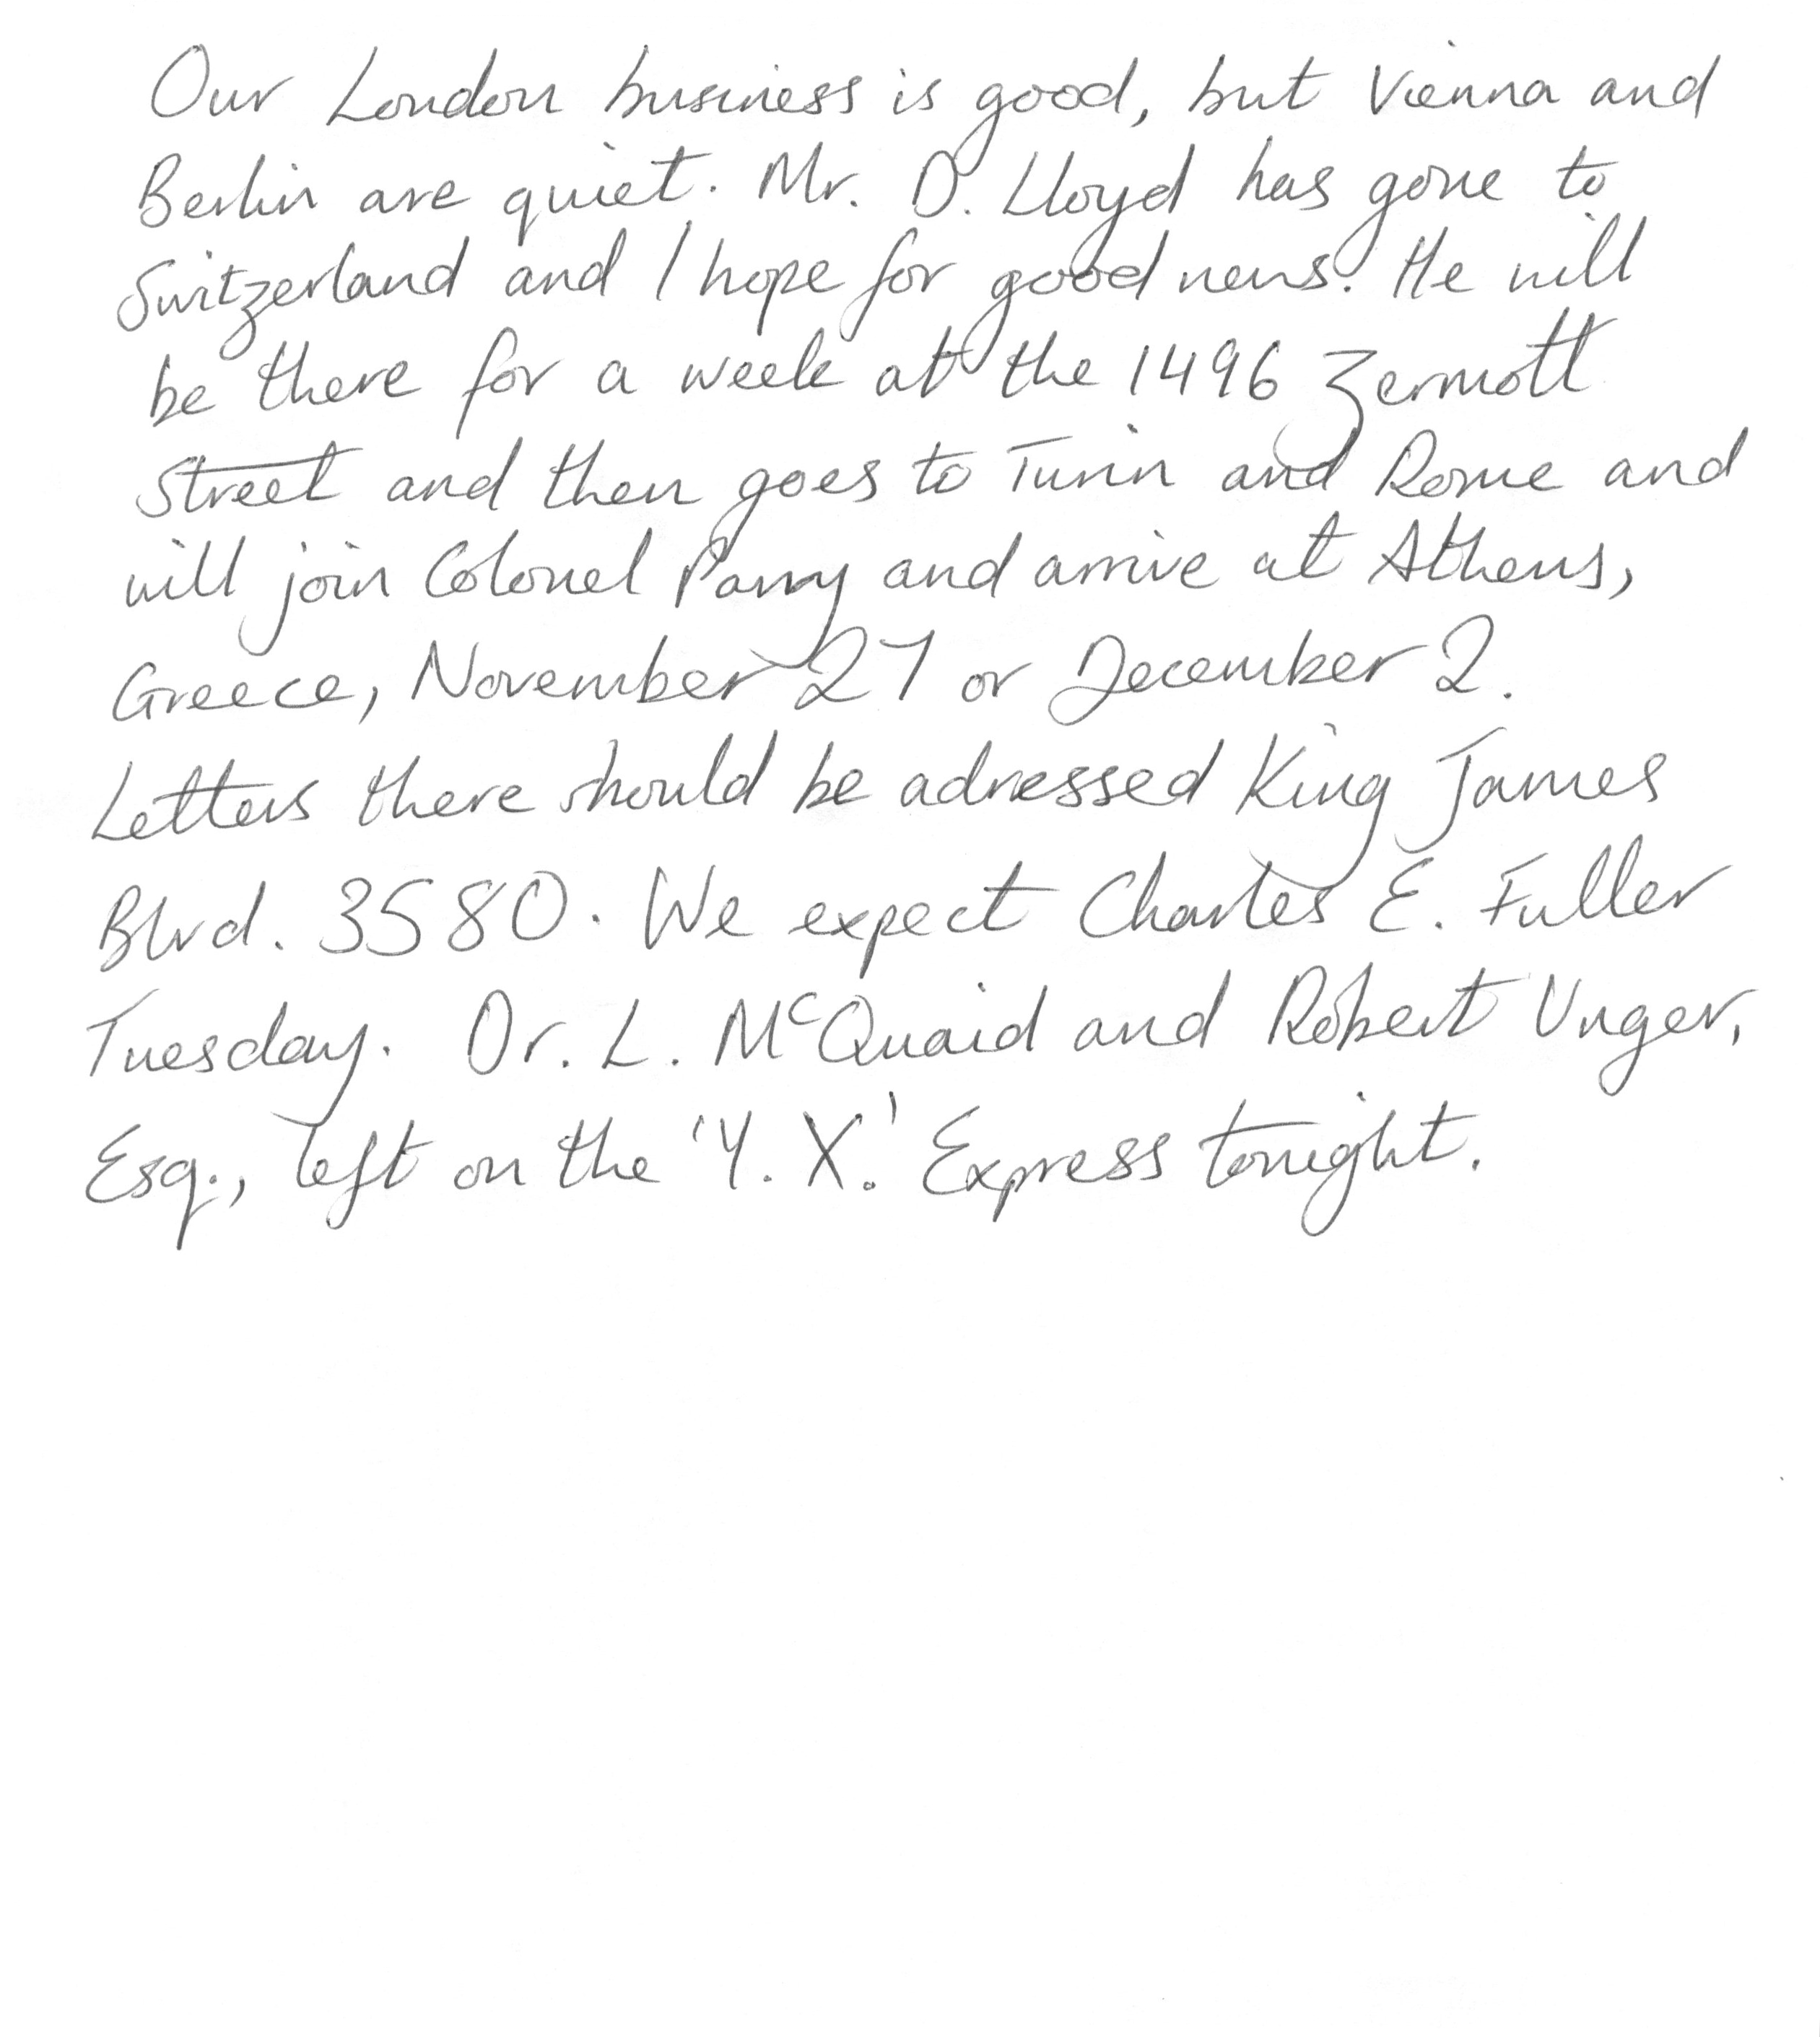 Our London business is good, but Vienna and
Berlin are quiet. Mr. D. Lloyd has gone to
Switzerland and I hope for good news. He will
be there for a week at the 1496 Zermott
Street and then goes to Turin and Rome and
will join Colonel Parry and arrive at Athens,
Greece, November 27 or December 2.
Letters there should be adressed King James
Blvd. 3580. We expect Charles E. Fuller
Tuesday. Dr. L. McQuaid and Robert Unger,
Esq., left on the 'Y. X.' Express tonight.